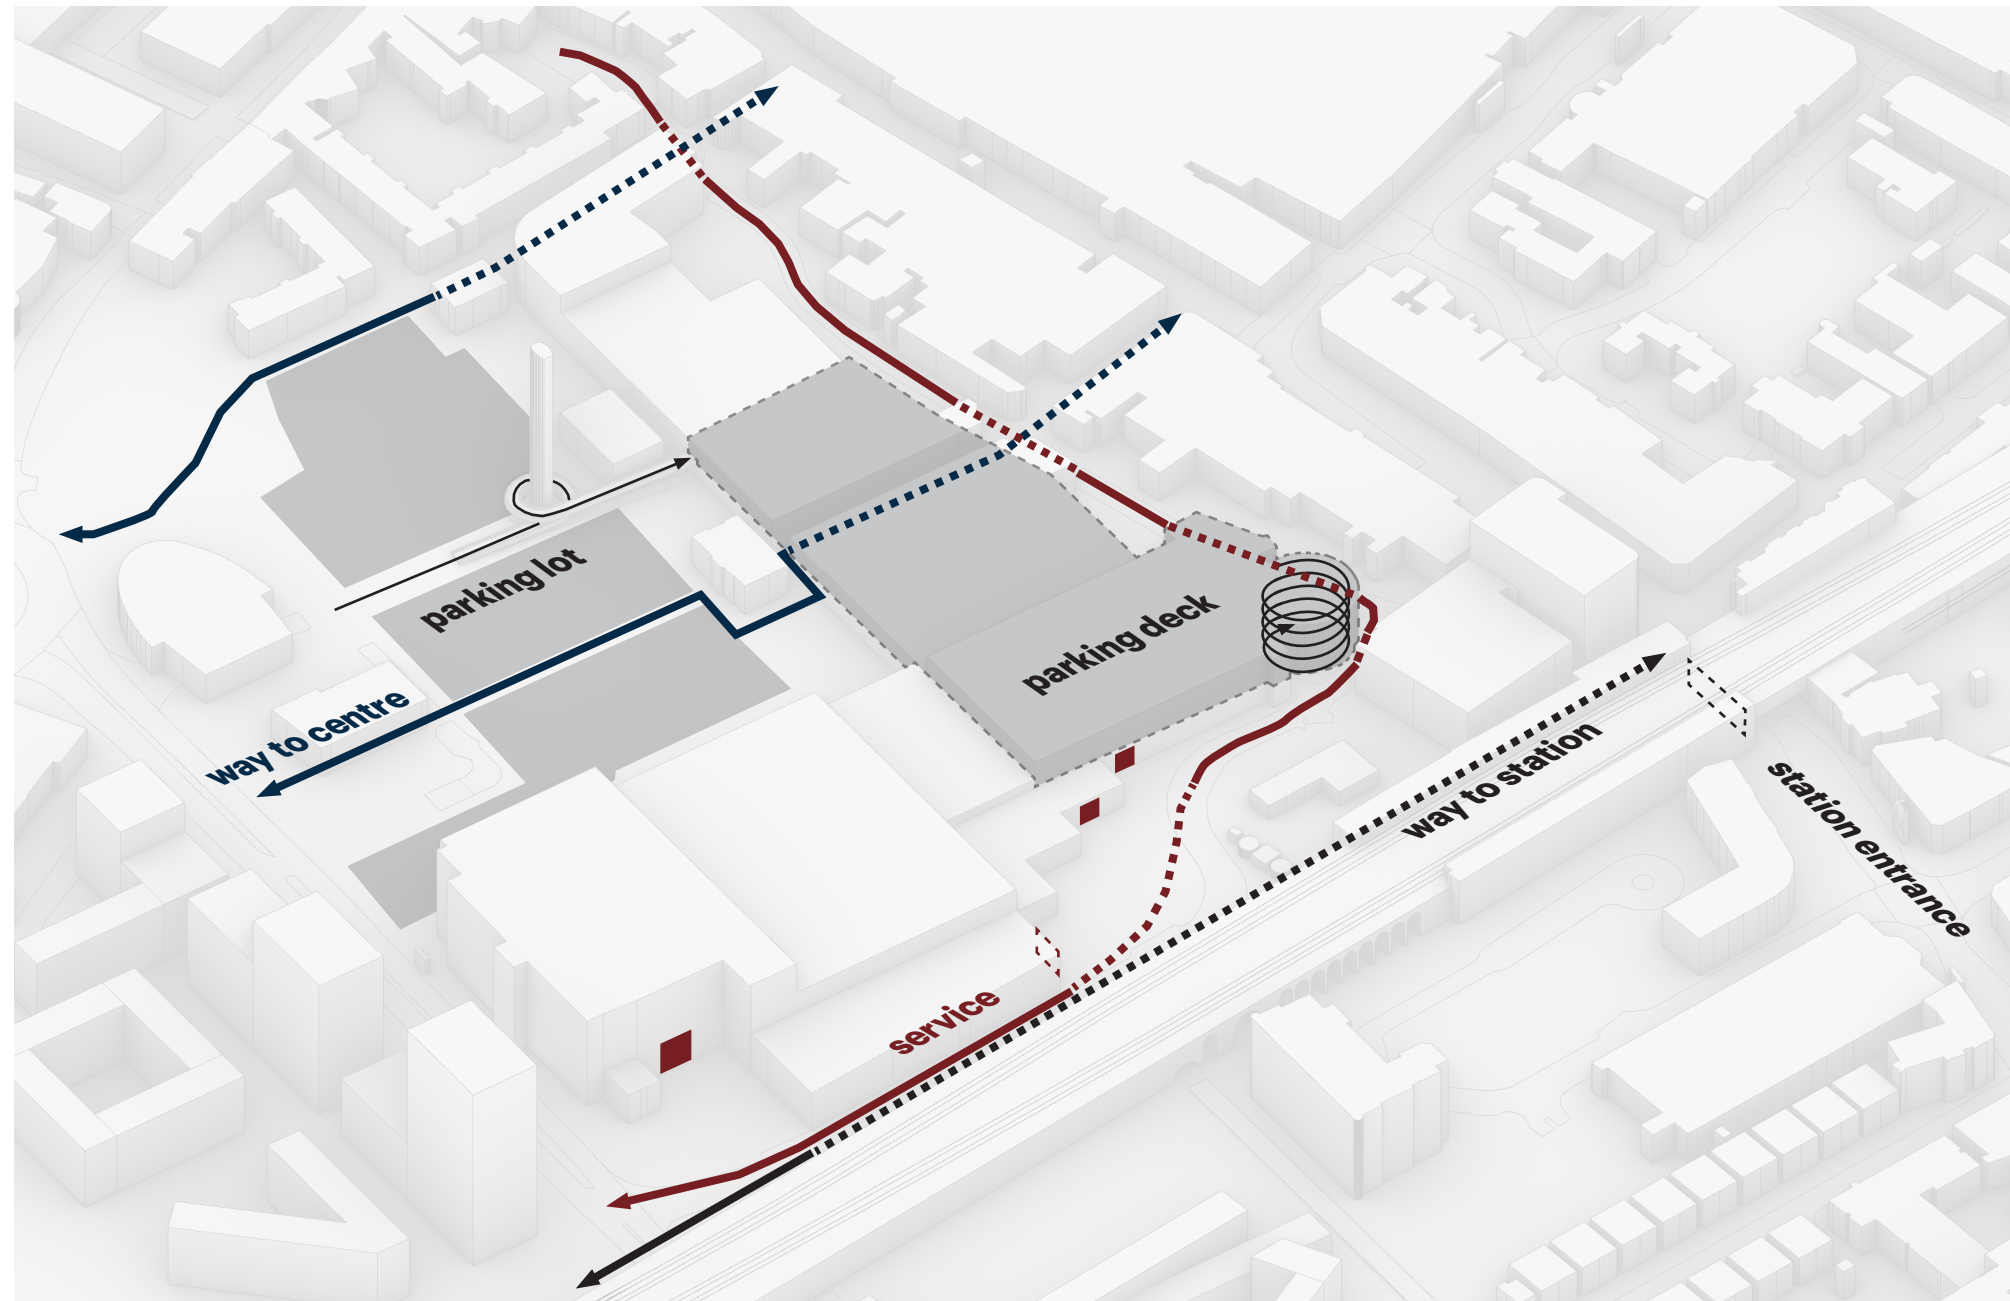 parking lot
parking deck
way to centre
way to station
station entrance
service